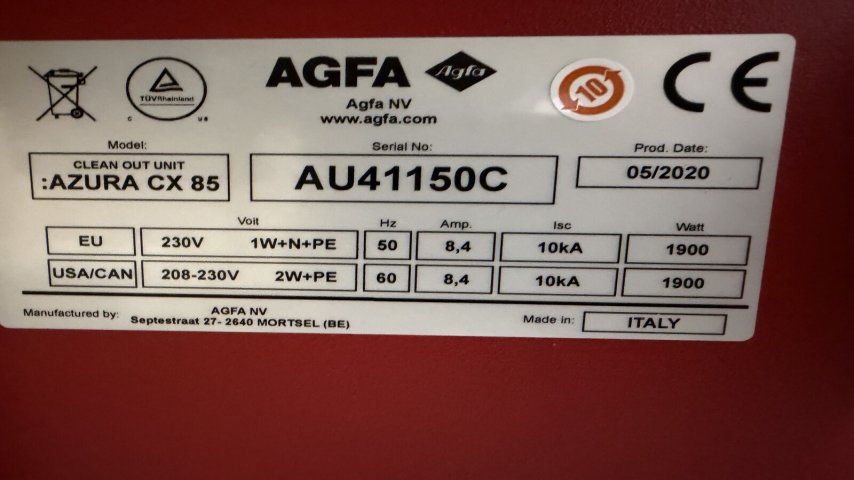 AGFA Agfa
TÜVRheinland
C US
10
CE
Agfa NV
www.agfa.com
Model:
CLEAN OUT UNIT
:AZURA CX 85
Serial No:
AU41150C
Prod. Date:
05/2020
Volt Hz Amp. Isc Watt
EU 230V 1W+N+PE 50 8,4 10kA 1900
USA/CAN 208-230V 2W+PE 60 8,4 10kA 1900
Manufactured by: AGFA NV
Septestraat 27- 2640 MORTSEL (BE)
Made in: ITALY